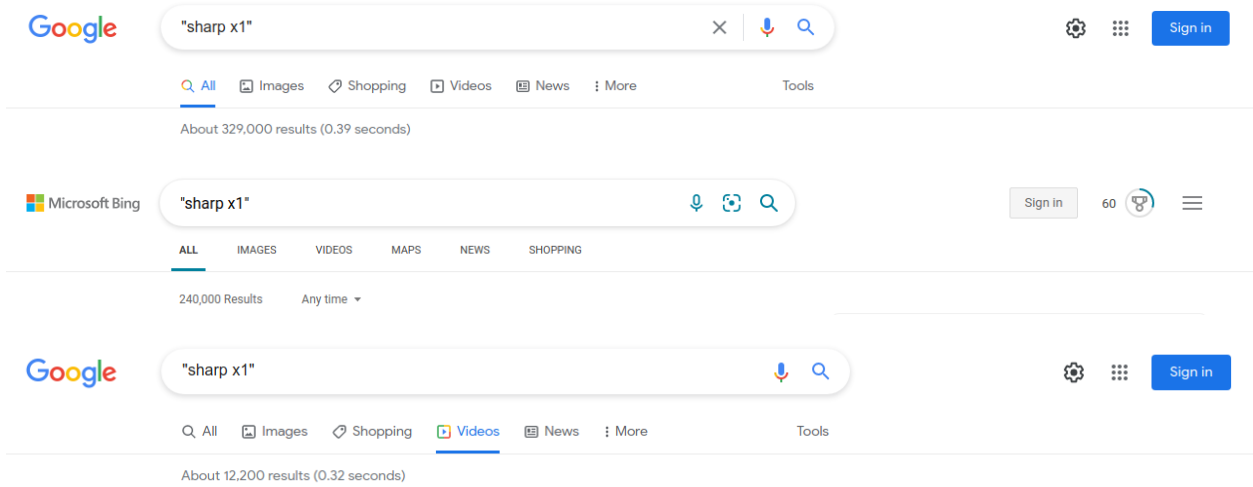 Google "sharp x1" Sign in
All Images Shopping Videos News More Tools
About 329,000 results (0.39 seconds)
Microsoft Bing "sharp x1" Sign in 60
ALL IMAGES VIDEOS MAPS NEWS SHOPPING
240,000 Results Any time
Google "sharp x1" Sign in
All Images Shopping Videos News More Tools
About 12,200 results (0.32 seconds)